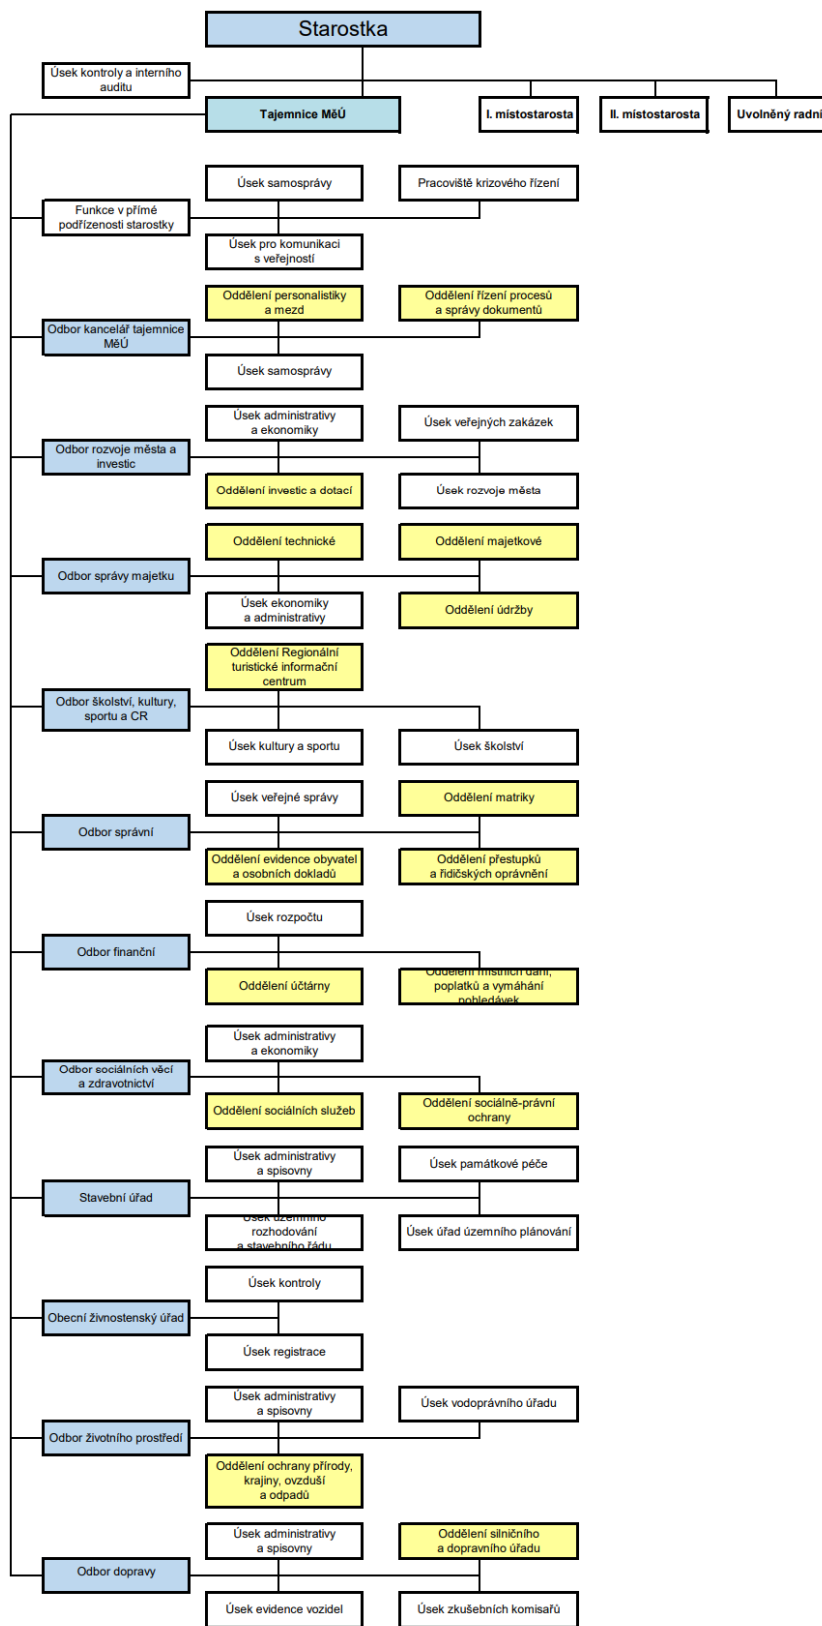 Starostka
Úsek kontroly a interního
auditu
Tajemnice MěÚ
I. místostarosta
II. místostarosta
Uvolněný radní
Úsek samosprávy
Pracoviště krizového řízení
Funkce v přímé
podřízenosti starostky
Úsek pro komunikaci
s veřejností
Oddělení personalistiky
a mezd
Oddělení řízení procesů
a správy dokumentů
Odbor kancelář tajemnice
MěÚ
Úsek samosprávy
Úsek administrativy
a ekonomiky
Úsek veřejných zakázek
Odbor rozvoje města a
investic
Oddělení investic a dotací
Úsek rozvoje města
Oddělení technické
Oddělení majetkové
Odbor správy majetku
Úsek ekonomiky
a administrativy
Oddělení údržby
Oddělení Regionální
turistické informační
centrum
Odbor školství, kultury,
sportu a CR
Úsek kultury a sportu
Úsek školství
Úsek veřejné správy
Oddělení matriky
Odbor správní
Oddělení evidence obyvatel
a osobních dokladů
Oddělení přestupků
a řidičských oprávnění
Úsek rozpočtu
Odbor finanční
Oddělení účtárny
Oddělení místních daní,
poplatků a vymáhání
pohledávek
Úsek administrativy
a ekonomiky
Odbor sociálních věcí
a zdravotnictví
Oddělení sociálních služeb
Oddělení sociálně-právní
ochrany
Úsek administrativy
a spisovny
Úsek památkové péče
Stavební úřad
Úsek územního
rozhodování
a stavebního řádu
Úsek úřad územního plánování
Úsek kontroly
Obecní živnostenský úřad
Úsek registrace
Úsek administrativy
a spisovny
Úsek vodoprávního úřadu
Odbor životního prostředí
Oddělení ochrany přírody,
krajiny, ovzduší
a odpadů
Úsek administrativy
a spisovny
Oddělení silničního
a dopravního úřadu
Odbor dopravy
Úsek evidence vozidel
Úsek zkušebních komisařů